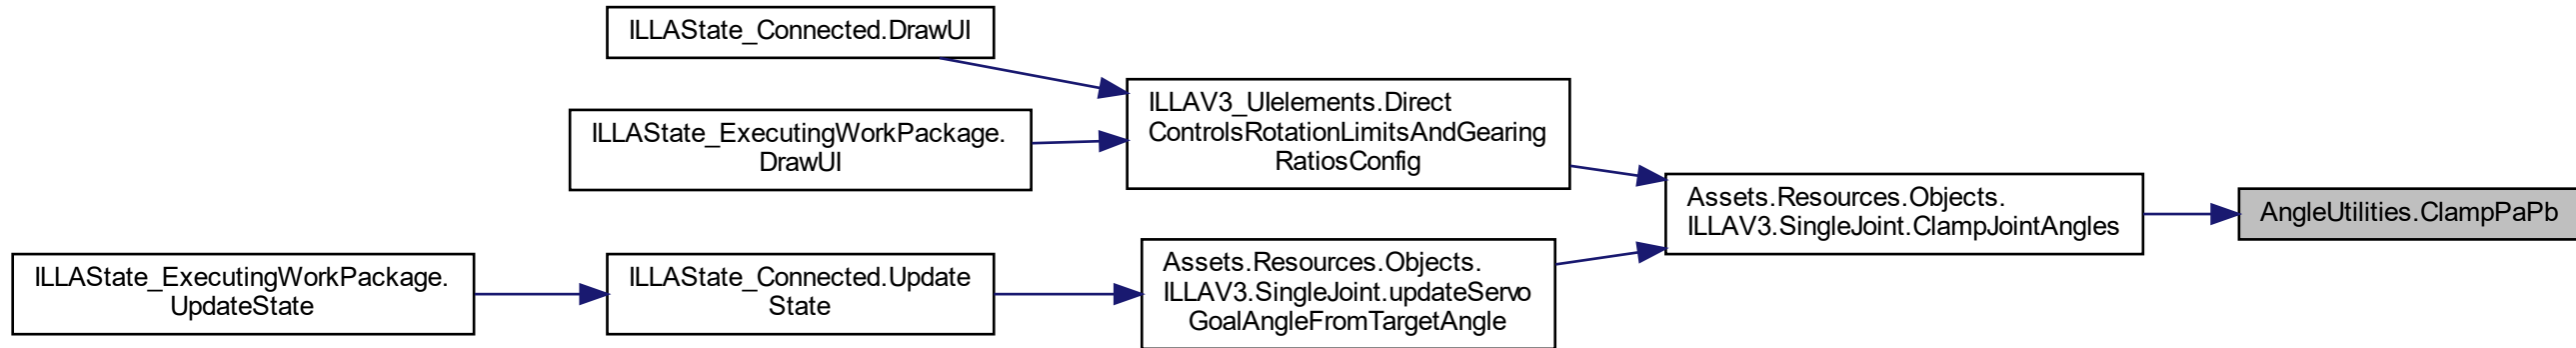 ILLAState_Connected.DrawUI
ILLAState_ExecutingWorkPackage.
DrawUI
ILLAV3_UIelements.Direct
ControlsRotationLimitsAndGearing
RatiosConfig
Assets.Resources.Objects.
ILLAV3.SingleJoint.ClampJointAngles
AngleUtilities.ClampPaPb
ILLAState_ExecutingWorkPackage.
UpdateState
ILLAState_Connected.Update
State
Assets.Resources.Objects.
ILLAV3.SingleJoint.updateServo
GoalAngleFromTargetAngle